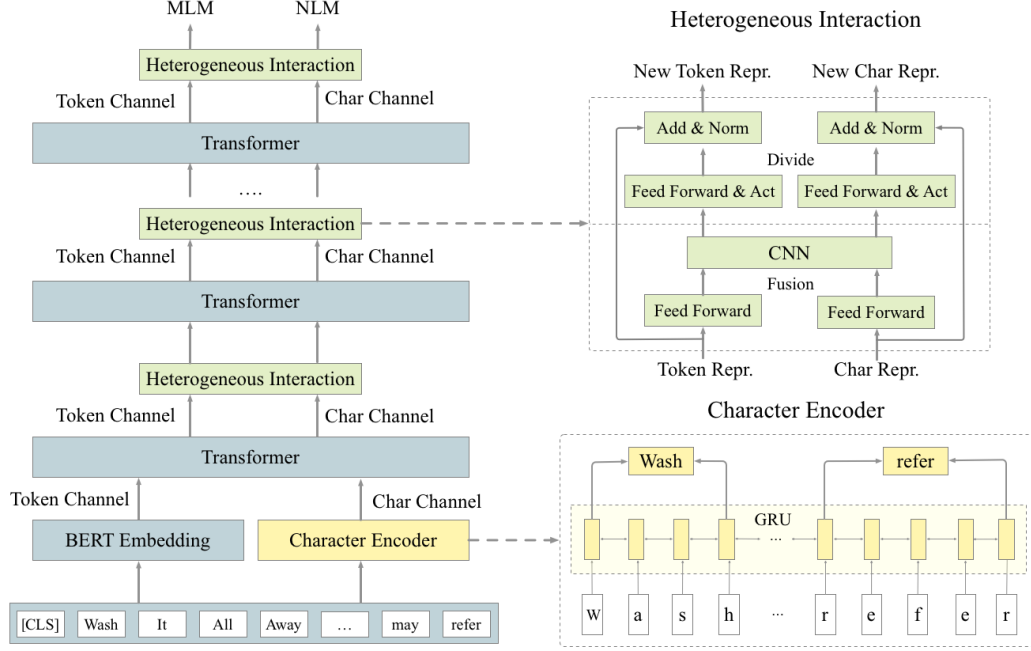 MLM NLM
Heterogeneous Interaction
Token Channel Char Channel
Transformer
....
Heterogeneous Interaction
Token Channel Char Channel
Transformer
Heterogeneous Interaction
Token Channel Char Channel
Transformer
Token Channel Char Channel
BERT Embedding Character Encoder
[CLS] Wash It All Away ... may refer
Heterogeneous Interaction
New Token Repr. New Char Repr.
Add & Norm Add & Norm
Divide
Feed Forward & Act Feed Forward & Act
CNN
Fusion
Feed Forward Feed Forward
Token Repr. Char Repr.
Character Encoder
Wash refer
GRU
...
w a s h ... r e f e r